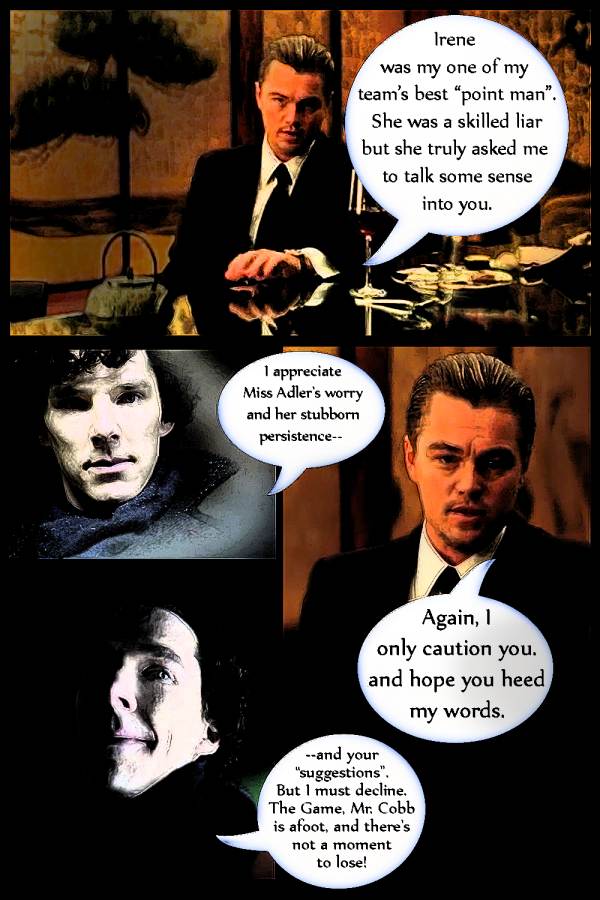 Irene
was my one of my
team's best "point man".
She was a skilled liar
but she truly asked me
to talk some sense
into you.
I appreciate
Miss Adler's worry
and her stubborn
persistence--
Again, I
only caution you.
and hope you heed
my words.
--and your
"suggestions".
But I must decline.
The Game, Mr. Cobb
is afoot, and there's
not a moment
to lose!